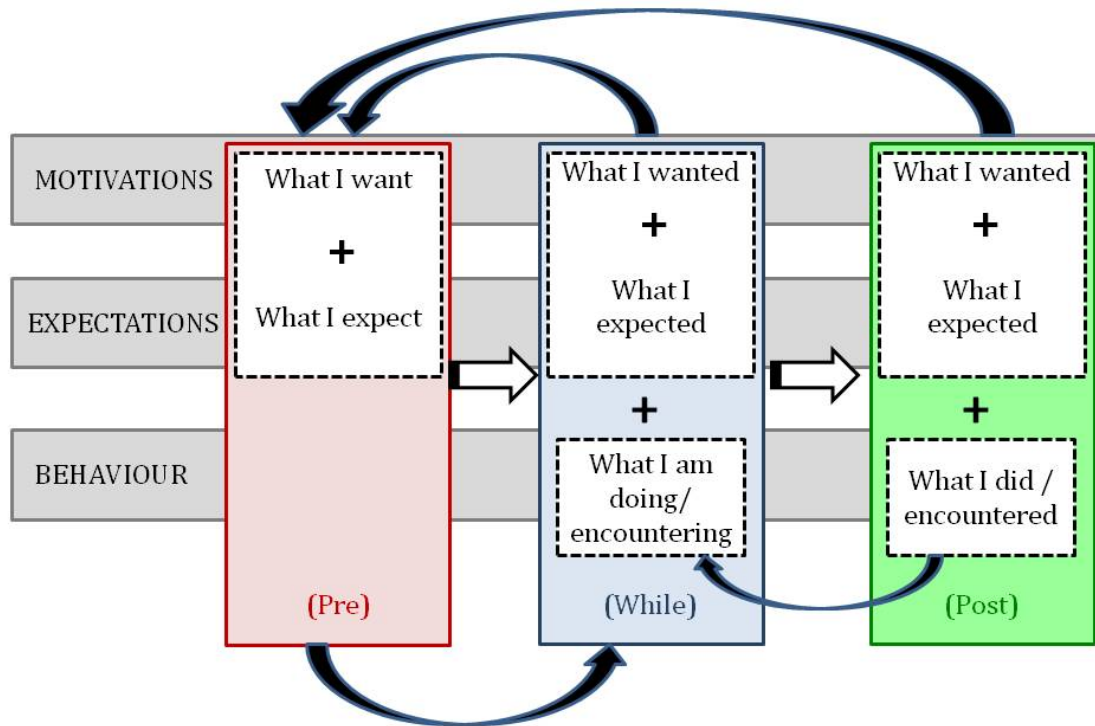 MOTIVATIONS
What I want
+
What I expect
(Pre)
What I wanted
+
What I
expected
+
What I am
doing/
encountering
(While)
What I wanted
+
What I
expected
+
What I did /
encountered
(Post)
EXPECTATIONS
BEHAVIOUR